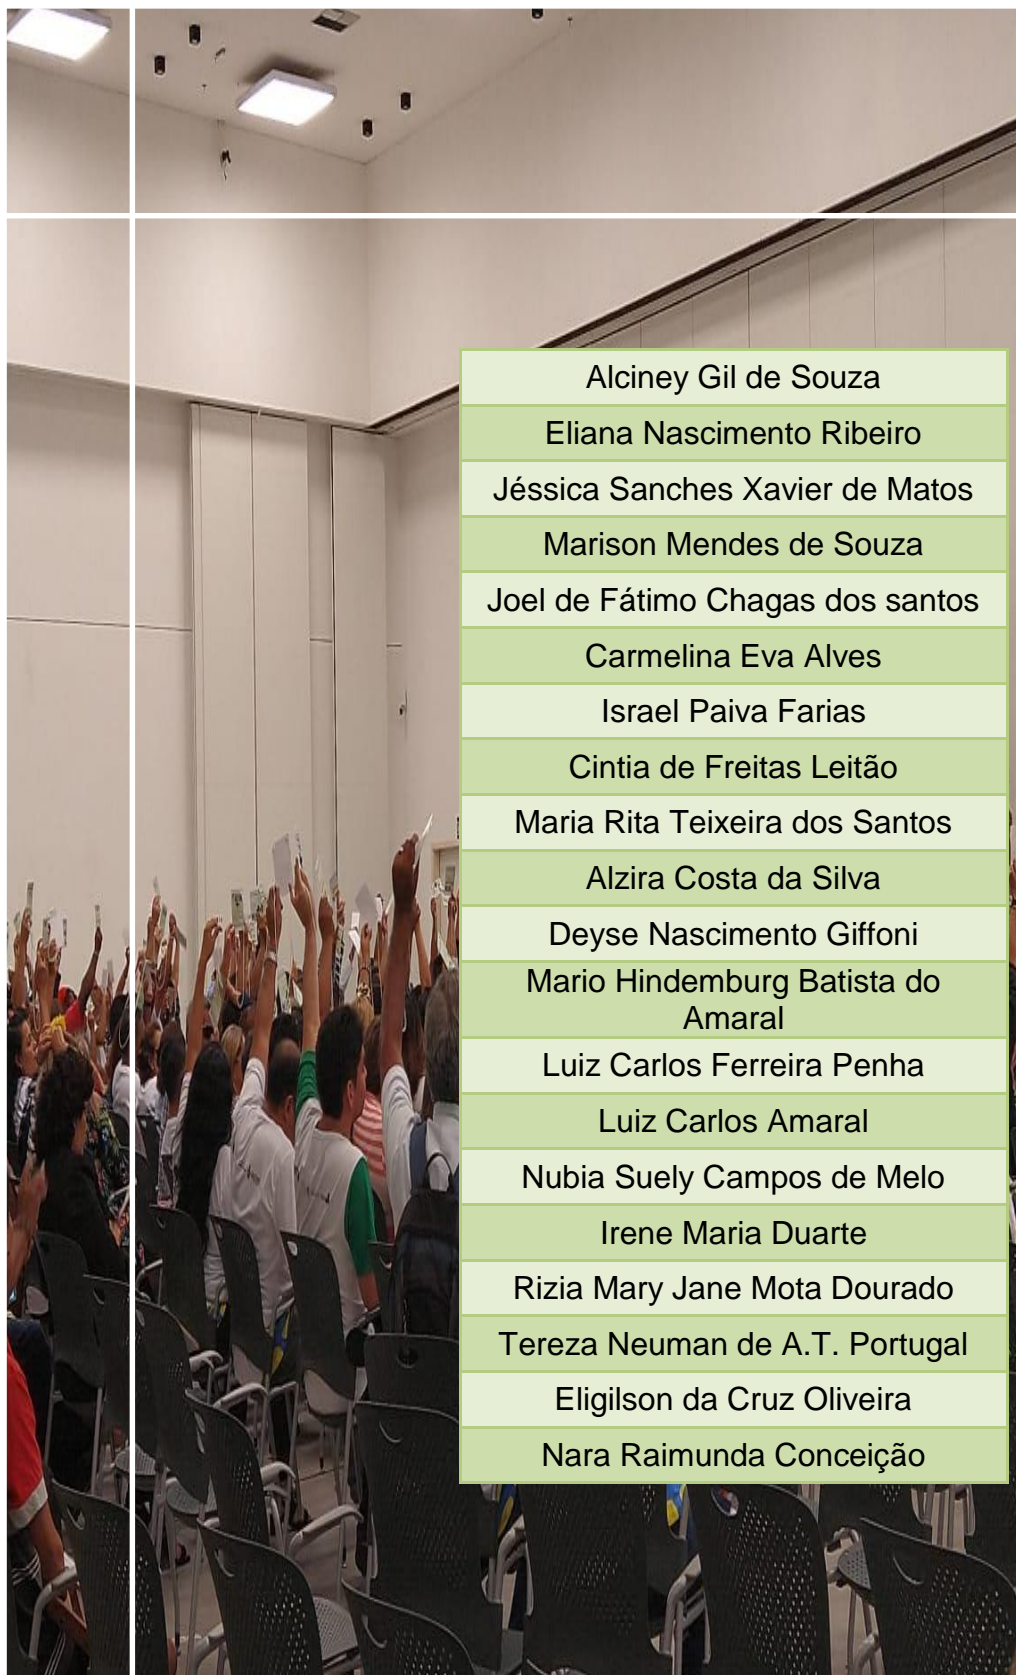 Alciney Gil de Souza
Eliana Nascimento Ribeiro
Jéssica Sanches Xavier de Matos
Marison Mendes de Souza
Joel de Fátimo Chagas dos santos
Carmelina Eva Alves
Israel Paiva Farias
Cintia de Freitas Leitão
Maria Rita Teixeira dos Santos
Alzira Costa da Silva
Deyse Nascimento Giffoni
Mario Hindemburg Batista do
Amaral
Luiz Carlos Ferreira Penha
Luiz Carlos Amaral
Nubia Suely Campos de Melo
Irene Maria Duarte
Rizia Mary Jane Mota Dourado
Tereza Neuman de A.T. Portugal
Eligilson da Cruz Oliveira
Nara Raimunda Conceição